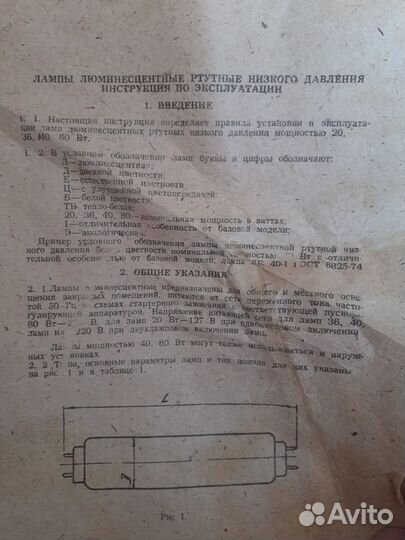 ЛАМПЫ ЛЮМИНЕСЦЕНТНЫЕ РТУТНЫЕ НИЗКОГО ДАВЛЕНИЯ
ИНСТРУКЦИЯ ПО ЭКСПЛУАТАЦИИ
1. ВВЕДЕНИЕ
1. Настоящая инструкция определяет правила установки и эксплуата-
ции ламп люминесцентных ртутных низкого давления мощностью 20,
36, 40, 80 Вт.
1. 2. В условном обозначении ламп буквы и цифры обозначают:
Л—люминесцентная;
Д—дневной цветности;
Е—естественной цветности;
Ц—с улучшенной цветопередачей;
Б—белой цветности;
ТБ- тепло-белая;
20, 36, 40, 80—номинальная мощность в ваттах;
1—отличительная особенность от базовой модели;
Э—экологическая.
Пример условного обозначения лампы люминесцентной ртутной низ-
кого давления белой цветности номинальной мощностью Вт с отличи-
тельной особенностью от базовой модели: лампа ЛБ 40-1 ГОСТ 6825-74
2. ОБЩИЕ УКАЗАНИЯ
2. 1. Лампы люминесцентные предназначены для общего и местного осве-
щения закрытых помещений, питаются от сети переменного тока часто-
той 50 Гц в схемах стартерного зажигания с соответствующей пускоре-
гулирующей аппаратурой. Напряжение питающей сети для ламп 36, 40,
80 Вт— В, для ламп 20 Вт—127 В при одноламповом включении
ламп или 220 В при двухламповом включении ламп.
Лампы мощностью 40, 80 Вт могут также использоваться в наруж-
ных установках.
2. 2. Типы, основные параметры ламп и тип цоколя для них указаны
на рис 1 и в таблице 1.
L
Д
Рис 1.
Avito